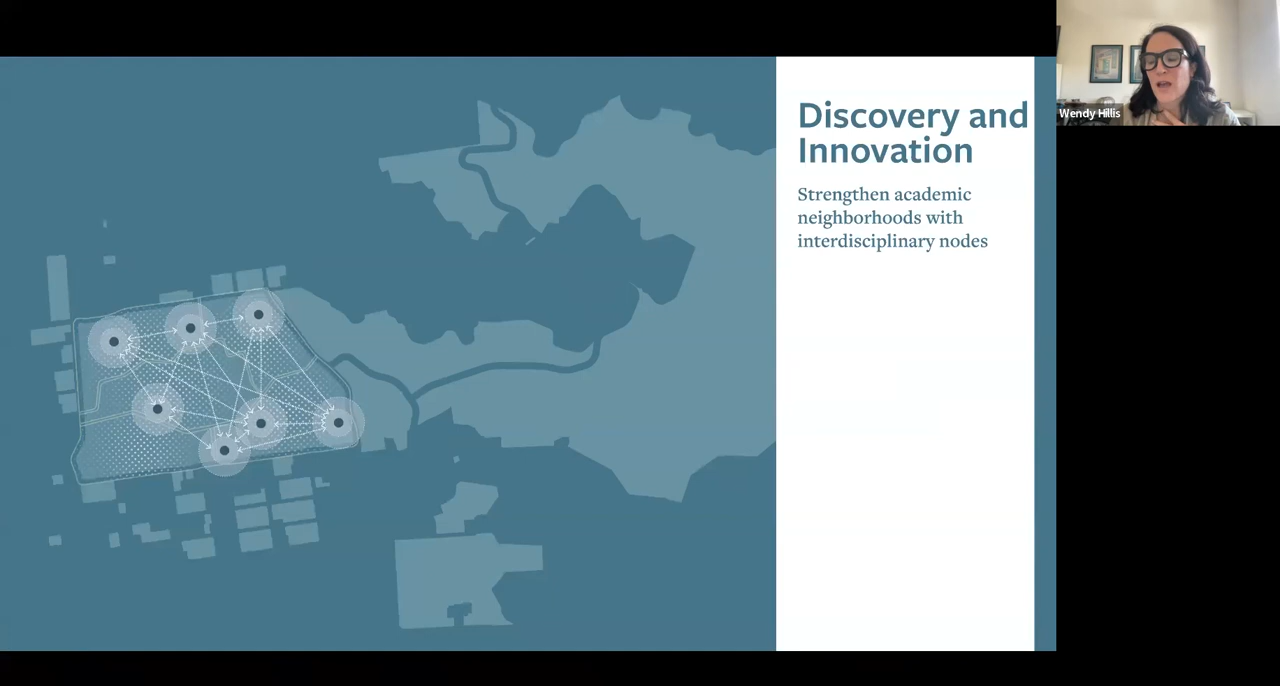 Discovery and
Innovation
Strengthen academic
neighborhoods with
interdisciplinary nodes
Wendy Hillis